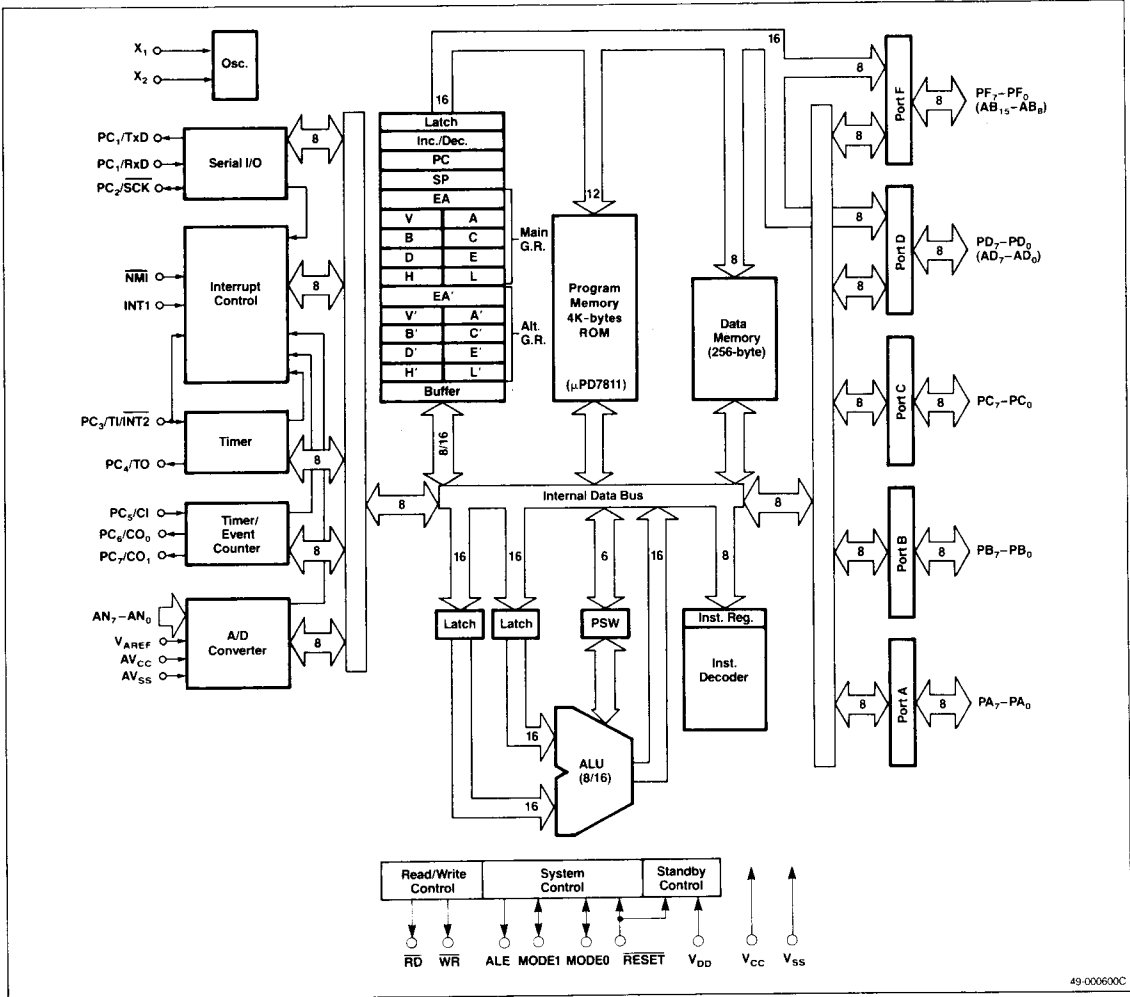 X1
X2
Osc.
PC1/TxD
PC1/RxD
PC2/SCK
Serial I/O
8
NMI
INT1
Interrupt
Control
8
PC3/TI/INT2
PC4/TO
Timer
8
PC5/CI
PC6/CO0
PC7/CO1
Timer/
Event
Counter
8
AN7–AN0
VAREF
AVCC
AVSS
A/D
Converter
8
8
16
16
Latch
Inc./Dec.
PC
SP
EA
V A
B C
D E
H L
Main
G.R.
EA'
V' A'
B' C'
D' E'
H' L'
Alt.
G.R.
Buffer
8/16
12
Program
Memory
4K-bytes
ROM
(μPD7811)
8
Data
Memory
(256-byte)
Internal Data Bus
8
16
16
6
16
8
Latch
Latch
PSW
Inst. Reg.
Inst.
Decoder
16
16
ALU
(8/16)
8
8
Port F
8
PF7–PF0
(AB15–AB8)
8
8
Port D
8
PD7–PD0
(AD7–AD0)
8
Port C
8
PC7–PC0
8
Port B
8
PB7–PB0
8
Port A
8
PA7–PA0
Read/Write
Control
System
Control
Standby
Control
RD WR ALE MODE1 MODE0 RESET VDD VCC VSS
49-000600C